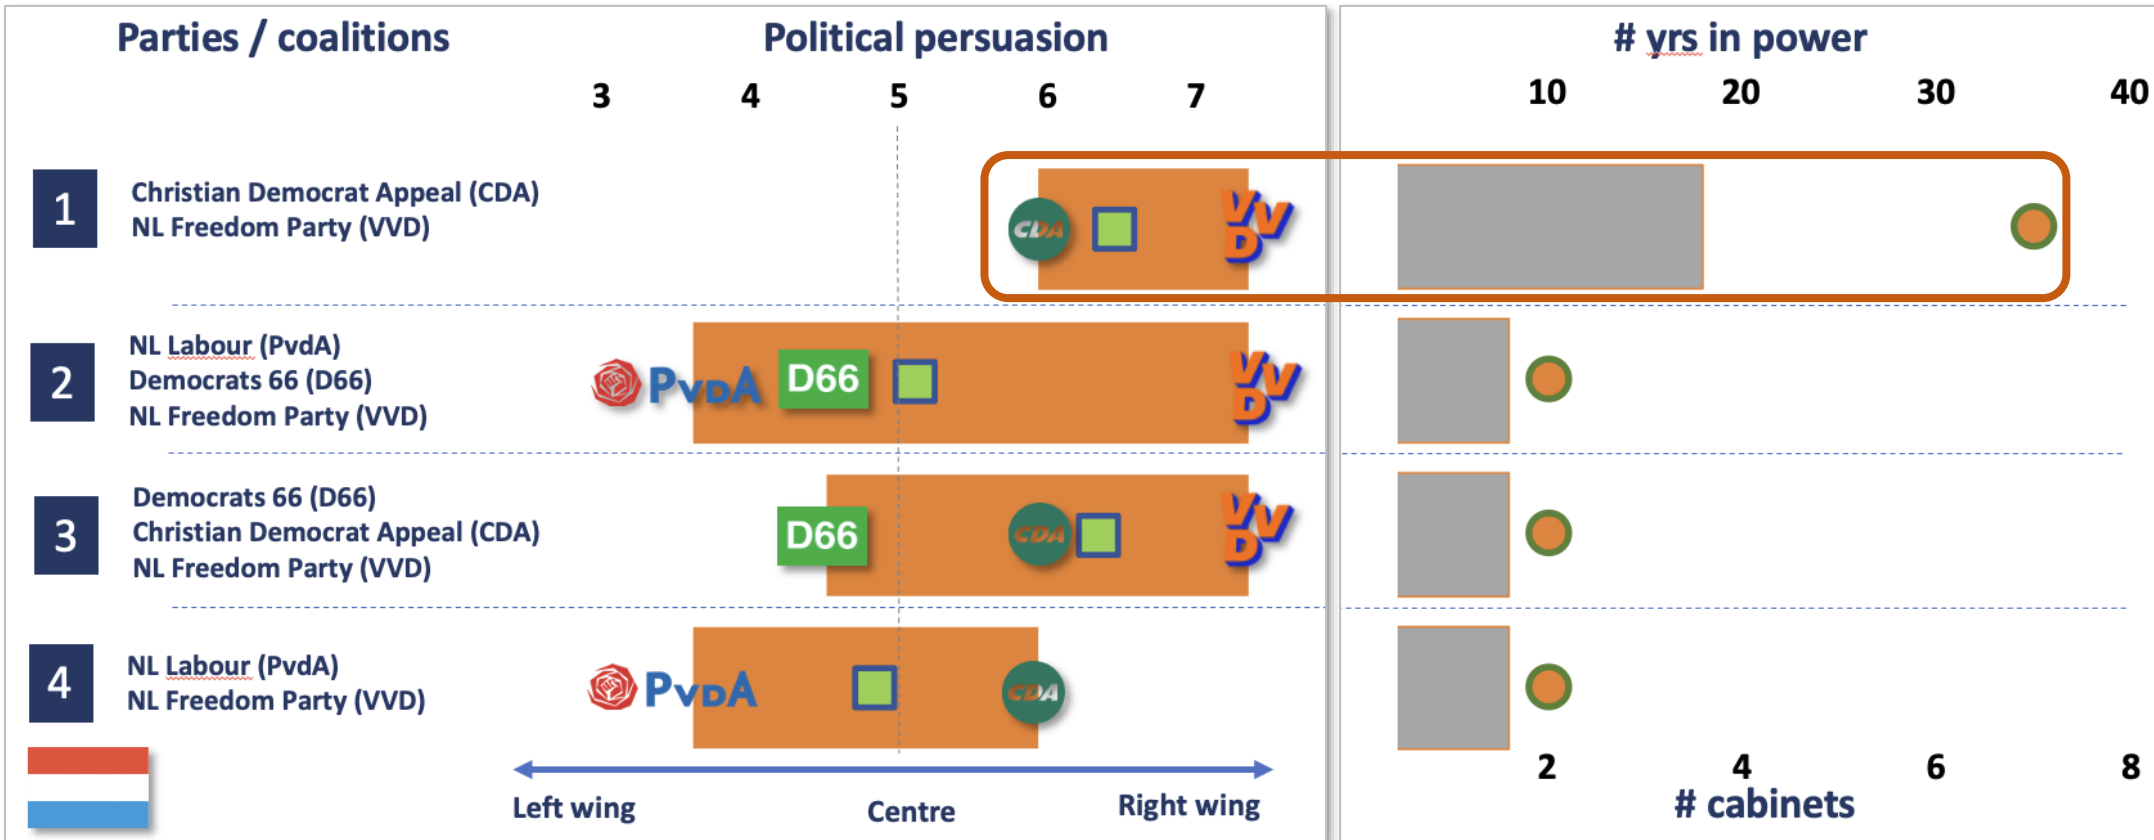 Parties / coalitions
Political persuasion
# yrs in power
3 4 5 6 7
10 20 30 40
1
Christian Democrat Appeal (CDA)
NL Freedom Party (VVD)
CDA
VVD
2
NL Labour (PvdA)
Democrats 66 (D66)
NL Freedom Party (VVD)
PvdA
D66
VVD
3
Democrats 66 (D66)
Christian Democrat Appeal (CDA)
NL Freedom Party (VVD)
D66
CDA
VVD
4
NL Labour (PvdA)
NL Freedom Party (VVD)
PvdA
CDA
Left wing
Centre
Right wing
2 4 6 8
# cabinets